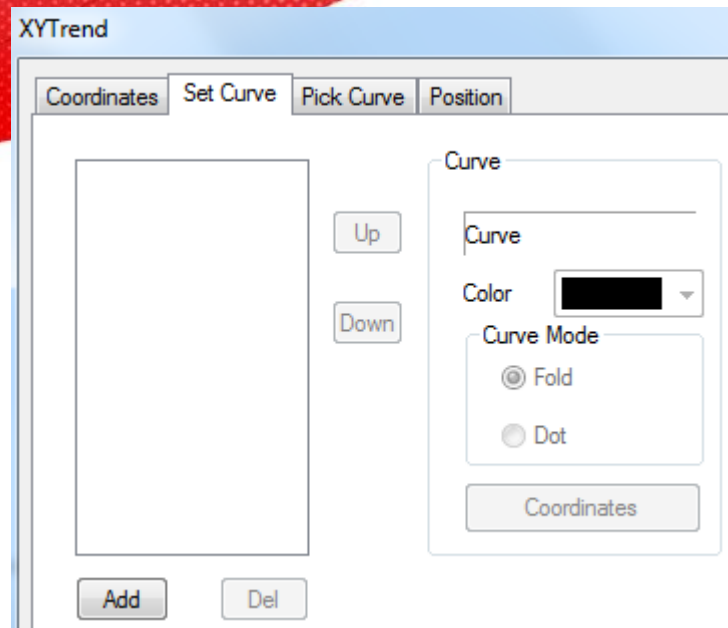 XYTrend
Coordinates Set Curve Pick Curve Position
Curve
Up
Curve
Color
Down
Curve Mode
Fold
Dot
Coordinates
Add Del